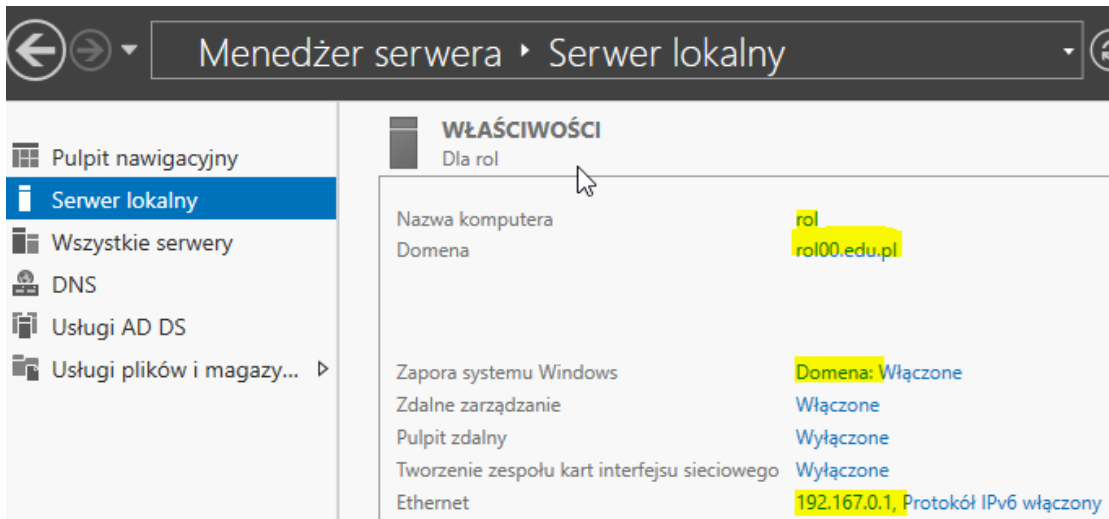 Menedżer serwera ‣ Serwer lokalny
Pulpit nawigacyjny
Serwer lokalny
Wszystkie serwery
DNS
Usługi AD DS
Usługi plików i magazy...
WŁAŚCIWOŚCI
Dla rol
Nazwa komputera rol
Domena rol00.edu.pl
Zapora systemu Windows Domena: Włączone
Zdalne zarządzanie Włączone
Pulpit zdalny Wyłączone
Tworzenie zespołu kart interfejsu sieciowego Wyłączone
Ethernet 192.167.0.1, Protokół IPv6 włączony